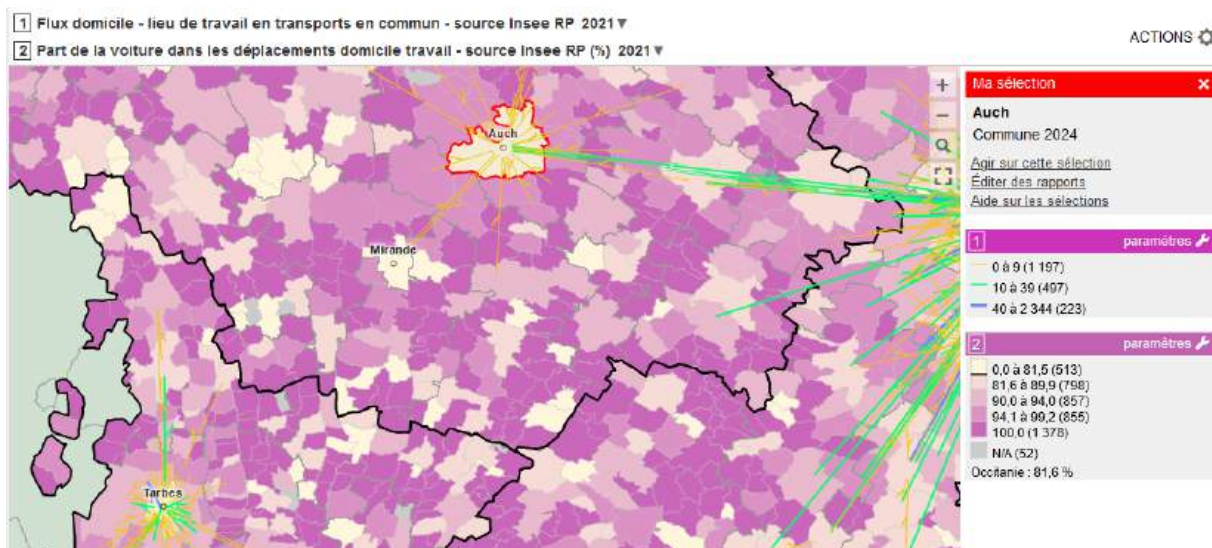 1 Flux domicile - lieu de travail en transports en commun - source Insee RP 2021 ▼
2 Part de la voiture dans les déplacements domicile travail - source Insee RP (%) 2021 ▼
ACTIONS
Auch
Mirande
Tarbes
+
−
Ma sélection ×
Auch
Commune 2024
Agir sur cette sélection
Éditer des rapports
Aide sur les sélections
1 paramètres
0 à 9 (1 197)
10 à 39 (497)
40 à 2 344 (223)
2 paramètres
0,0 à 81,5 (513)
81,6 à 89,9 (798)
90,0 à 94,0 (857)
94,1 à 99,2 (855)
100,0 (1 378)
N/A (52)
Occitanie : 81,6 %